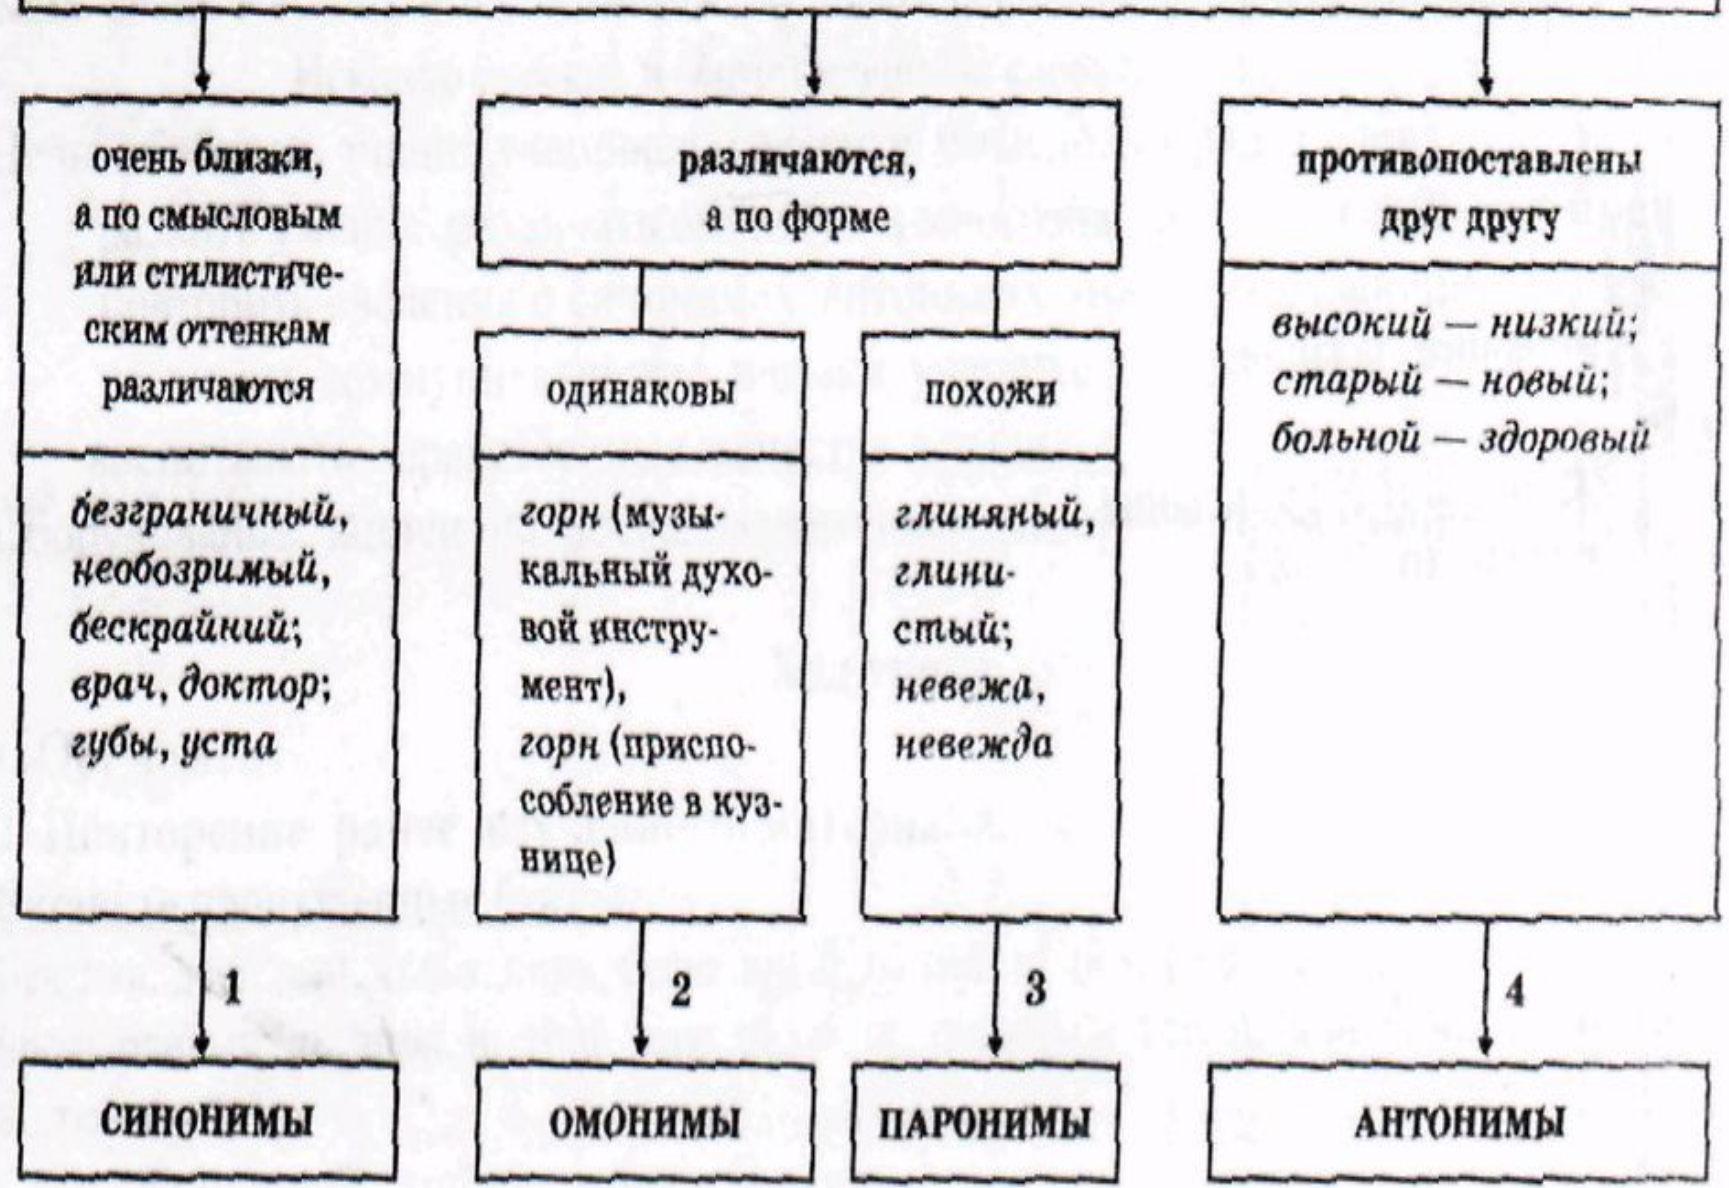 очень близки,
а по смысловым
или стилистиче-
ским оттенкам
различаются
безграничный,
необозримый,
бескрайний;
врач, доктор;
губы, уста
1
СИНОНИМЫ
различаются,
а по форме
одинаковы
горн (музы-
кальный духо-
вой инстру-
мент),
горн (приспо-
собление в куз-
нице)
2
ОМОНИМЫ
похожи
глиняный,
глини-
стый;
невежа,
невежда
3
ПАРОНИМЫ
противопоставлены
друг другу
высокий — низкий;
старый — новый;
больной — здоровый
4
АНТОНИМЫ